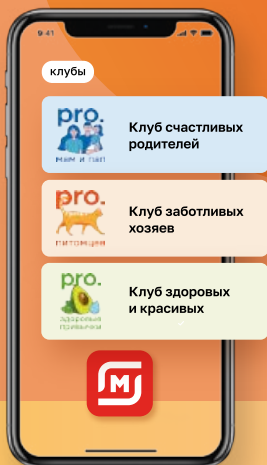 9:41
клубы
pro.
мам и пап
Клуб счастливых
родителей
pro.
питомцев
Клуб заботливых
хозяев
pro.
здоровые
привычки
Клуб здоровых
и красивых
М